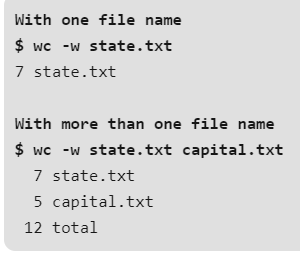 With one file name
$ wc -w state.txt
7 state.txt
With more than one file name
$ wc -w state.txt capital.txt
  7 state.txt
  5 capital.txt
 12 total